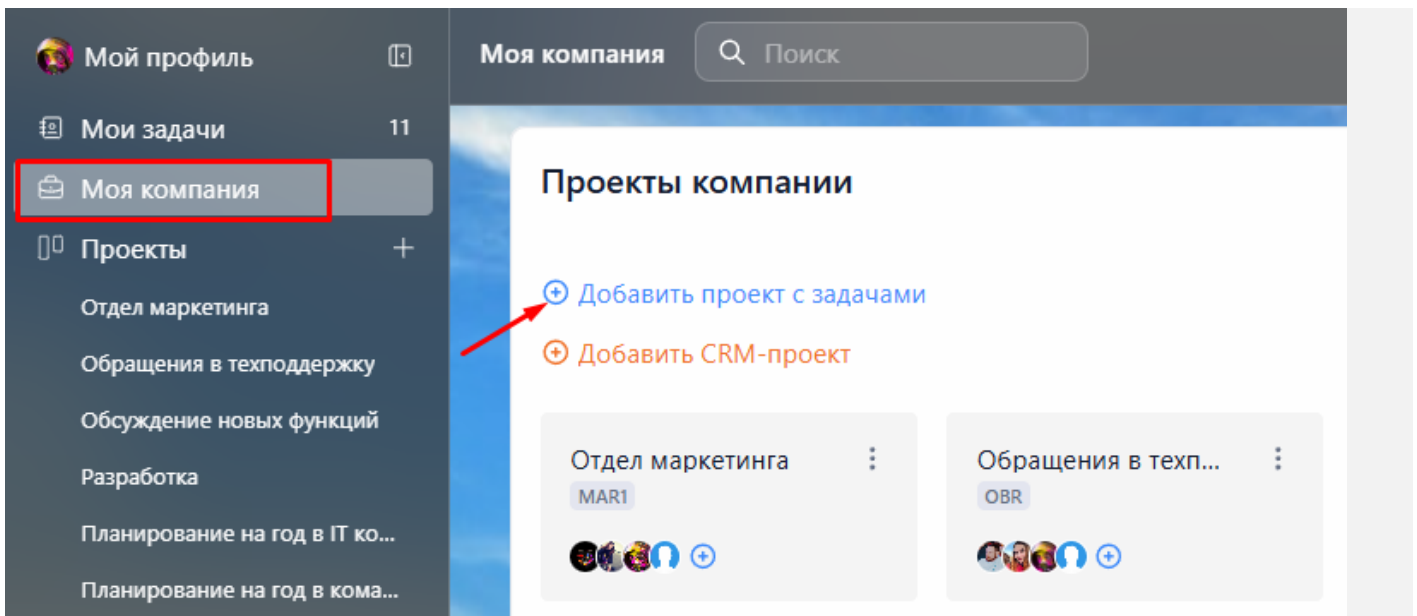 Мой профиль
Мои задачи 11
Моя компания
Проекты
Отдел маркетинга
Обращения в техподдержку
Обсуждение новых функций
Разработка
Планирование на год в IT ко...
Планирование на год в кома...
Моя компания
Поиск
Проекты компании
Добавить проект с задачами
Добавить CRM-проект
Отдел маркетинга
MAR1
Обращения в техп...
OBR